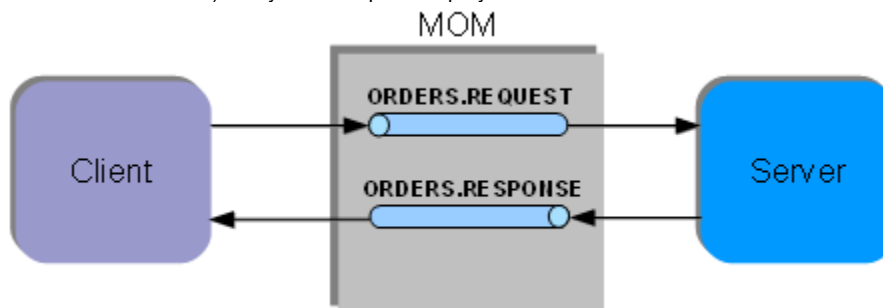 MOM
ORDERS.REQUEST
Client
Server
ORDERS.RESPONSE